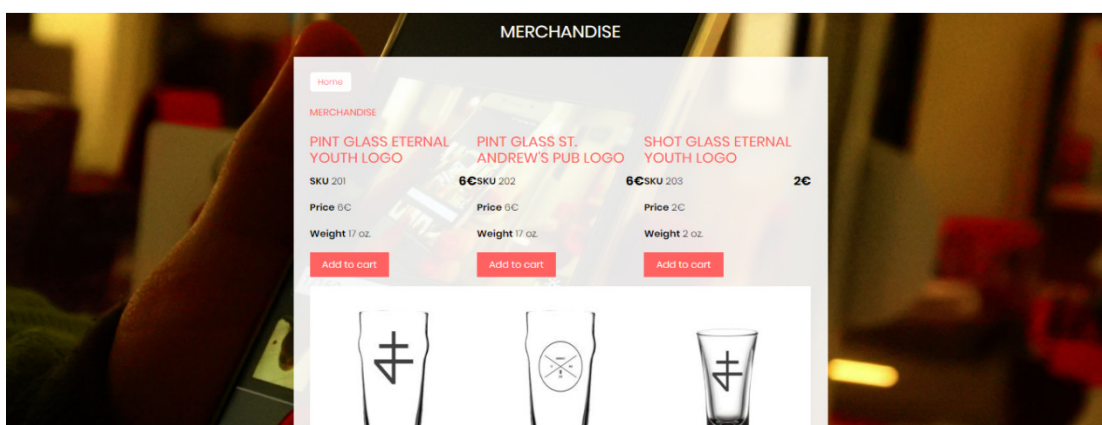 MERCHANDISE
Home
MERCHANDISE
PINT GLASS ETERNAL
YOUTH LOGO
SKU 201
6€
Price 6€
Weight 17 oz.
Add to cart
PINT GLASS ST.
ANDREW'S PUB LOGO
SKU 202
6€
Price 6€
Weight 17 oz.
Add to cart
SHOT GLASS ETERNAL
YOUTH LOGO
SKU 203
2€
Price 2€
Weight 2 oz.
Add to cart